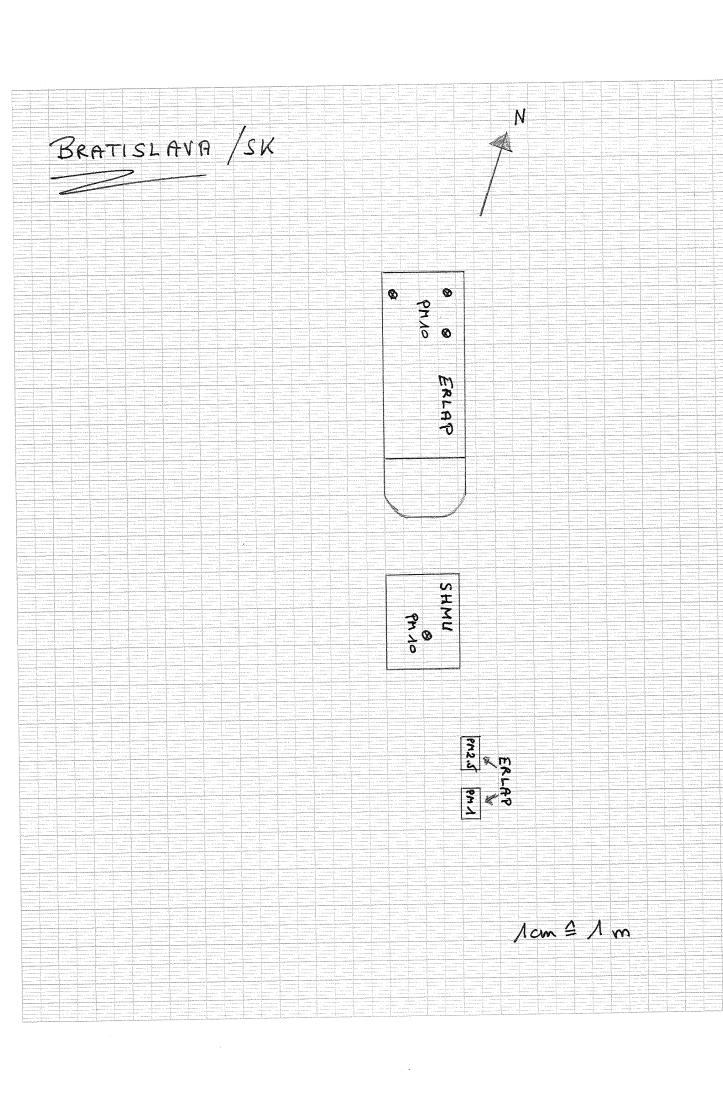 N
BRATISLAVA /SK
PM10
ERLAP
SHMU
PM10
PM2.5
ERLAP
PM1
1cm ≙ 1 m